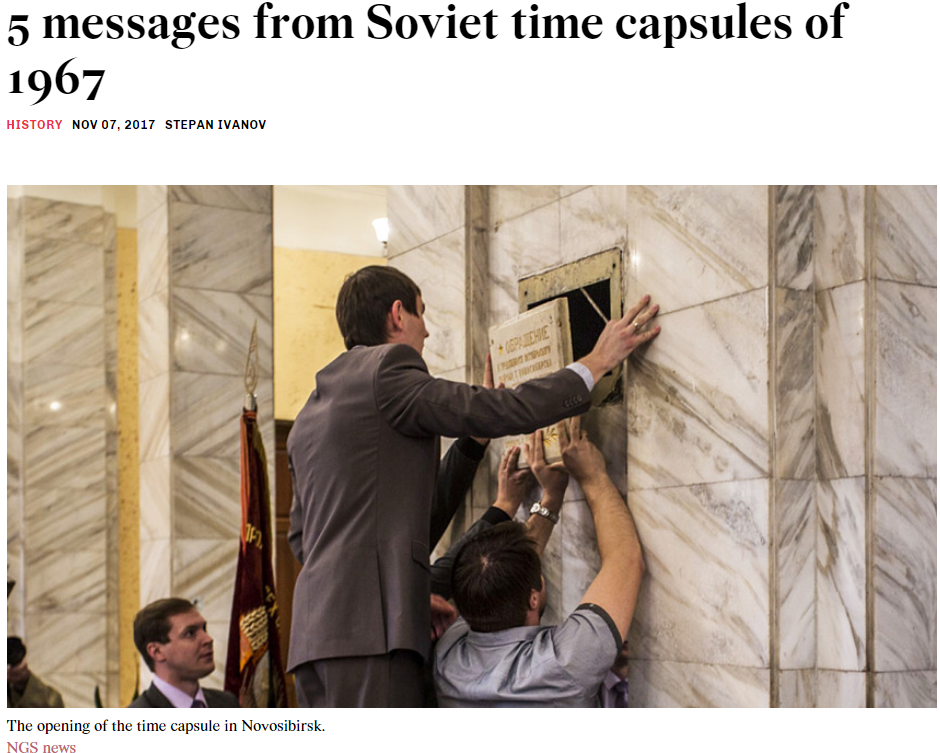 5 messages from Soviet time capsules of
1967
HISTORY NOV 07, 2017 STEPAN IVANOV
ОБРАЩЕНИЕ
The opening of the time capsule in Novosibirsk.
NGS news